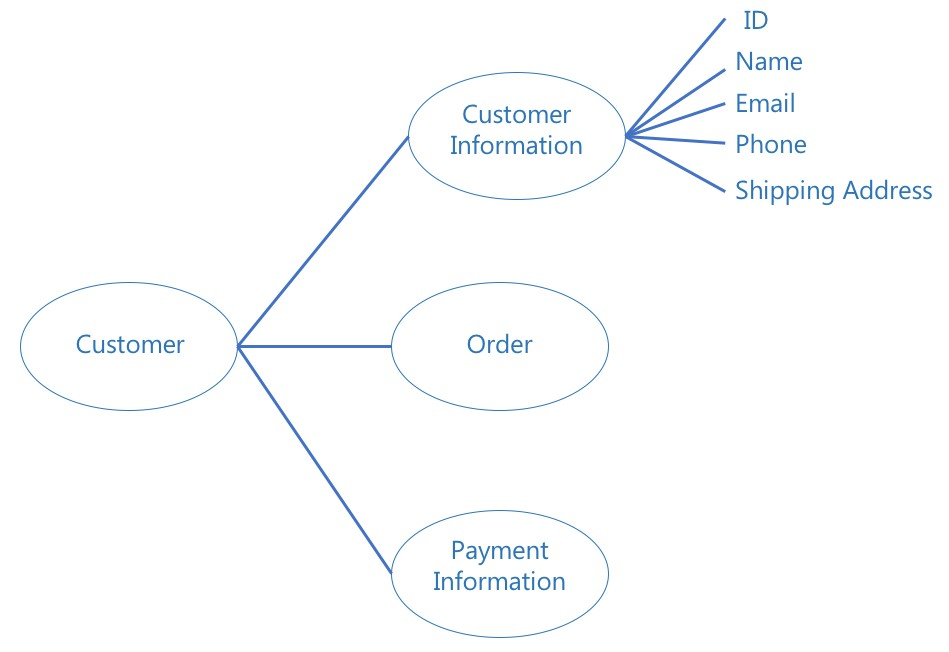 ID
Name
Email
Phone
Shipping Address
Customer
Information
Customer
Order
Payment
Information